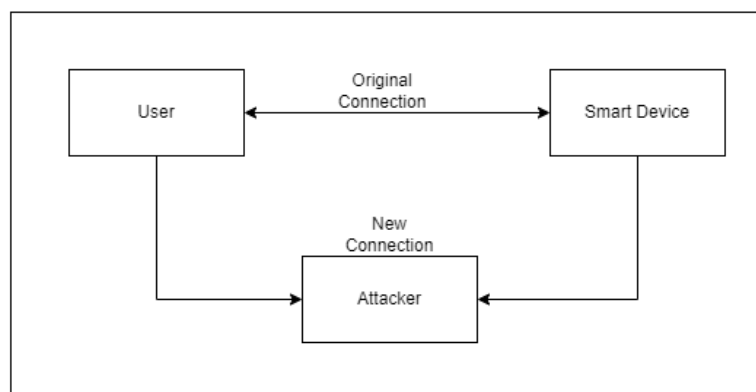 Original
Connection
User
Smart Device
New
Connection
Attacker